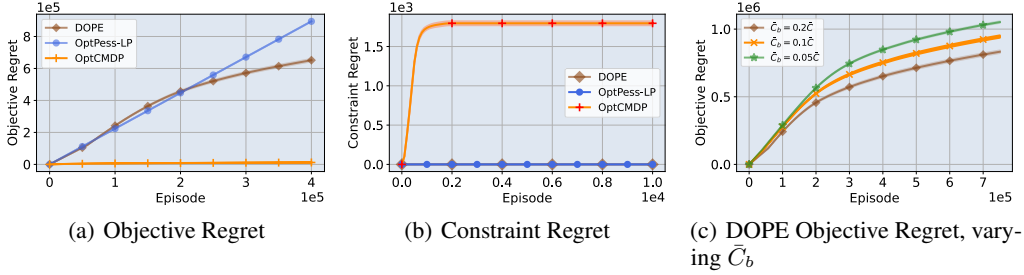 1e5
8
6
4
2
0
Objective Regret
DOPE
OptPess-LP
OptCMDP
0
1
2
3
4
Episode
1e5
(a) Objective Regret
1e3
1.5
1.0
0.5
0.0
Constraint Regret
DOPE
OptPess-LP
OptCMDP
0.0
0.2
0.4
0.6
0.8
1.0
Episode
1e4
(b) Constraint Regret
1e6
1.0
0.5
0.0
Objective Regret
C̄b = 0.2C̄
C̄b = 0.1C̄
C̄b = 0.05C̄
0
1
2
3
4
5
6
7
Episode
1e5
(c) DOPE Objective Regret, vary-
ing C̄b